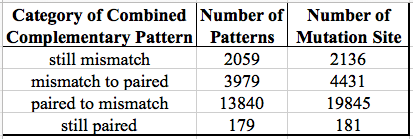 Category of Combined Number of Number of
Complementary Pattern Patterns Mutation Site
still mismatch 2059 2136
mismatch to paired 3979 4431
paired to mismatch 13840 19845
still paired 179 181